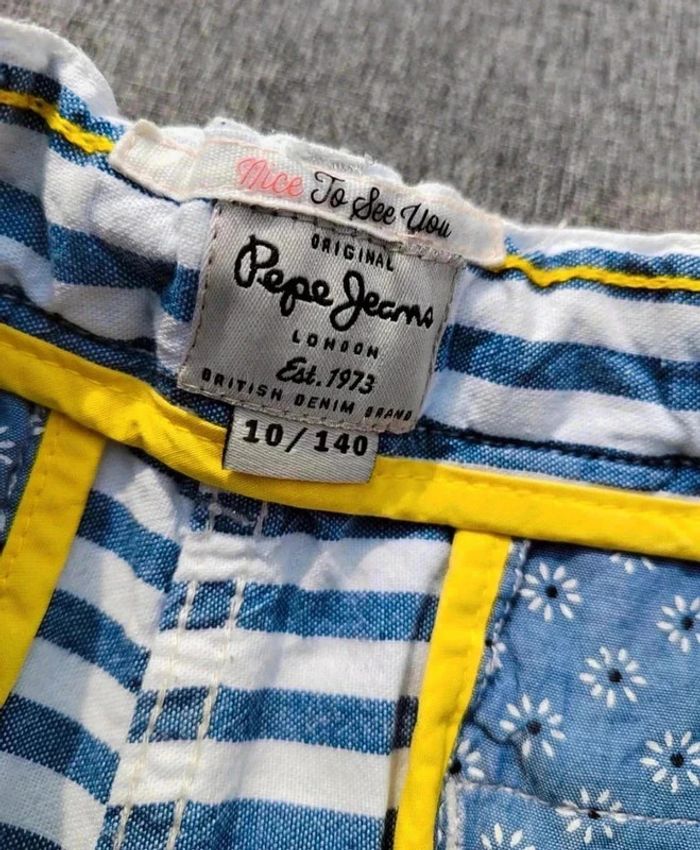 Nice To See You
ORIGINAL
Pepe Jeans
LONDON
Est. 1973
BRITISH DENIM BRAND
10/140